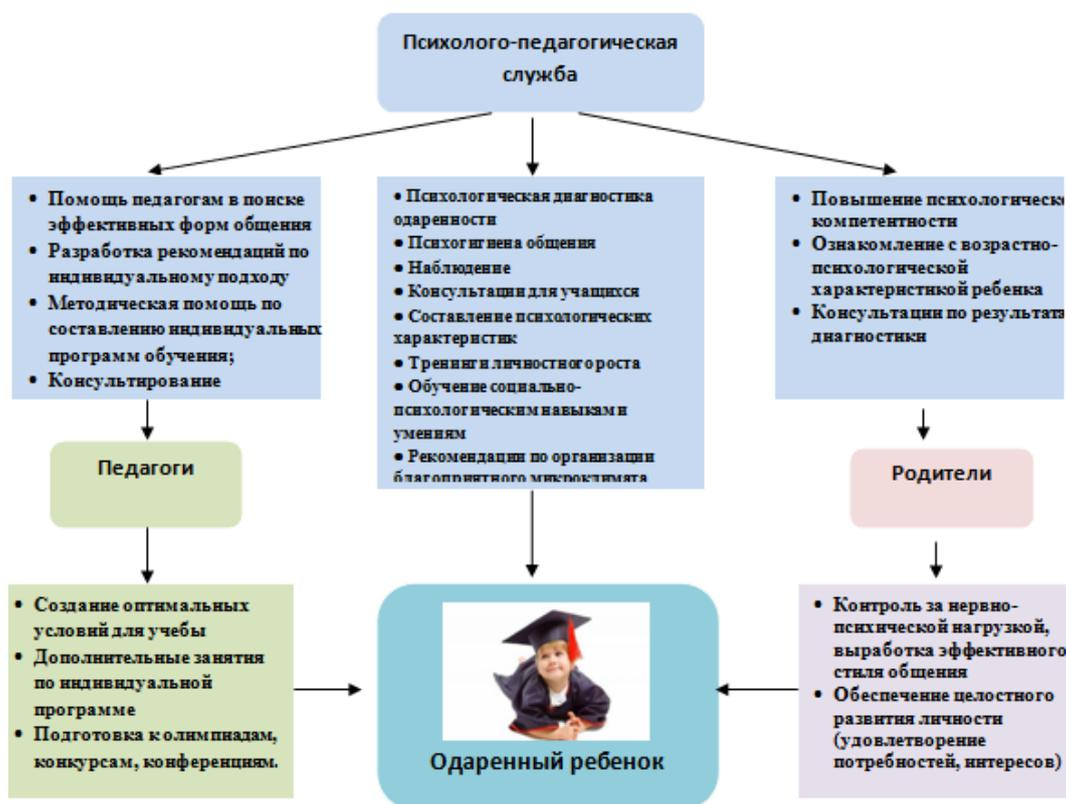 Психолого-педагогическая
служба
• Помощь педагогам в поиске
эффективных форм общения
• Разработка рекомендаций по
индивидуальному подходу
• Методическая помощь по
составлению индивидуальных
программ обучения;
• Консультирование
• Психологическая диагностика
одаренности
• Психогигиена общения
• Наблюдение
• Консультации для учащихся
• Составление психологических
характеристик
• Тренинги личностного роста
• Обучение социально-
психологическим навыкам и
умениям
• Рекомендации по организации
благоприятного микроклимата
• Повышение психологическо
компетентности
• Ознакомление с возрастно-
психологической
характеристикой ребенка
• Консультации по результата
диагностики
Педагоги
Родители
• Создание оптимальных
условий для учебы
• Дополнительные занятия
по индивидуальной
программе
• Подготовка к олимпиадам,
конкурсам, конференциям.
Одаренный ребенок
• Контроль за нервно-
психической нагрузкой,
выработка эффективного
стиля общения
• Обеспечение целостного
развития личности
(удовлетворение
потребностей, интересов)